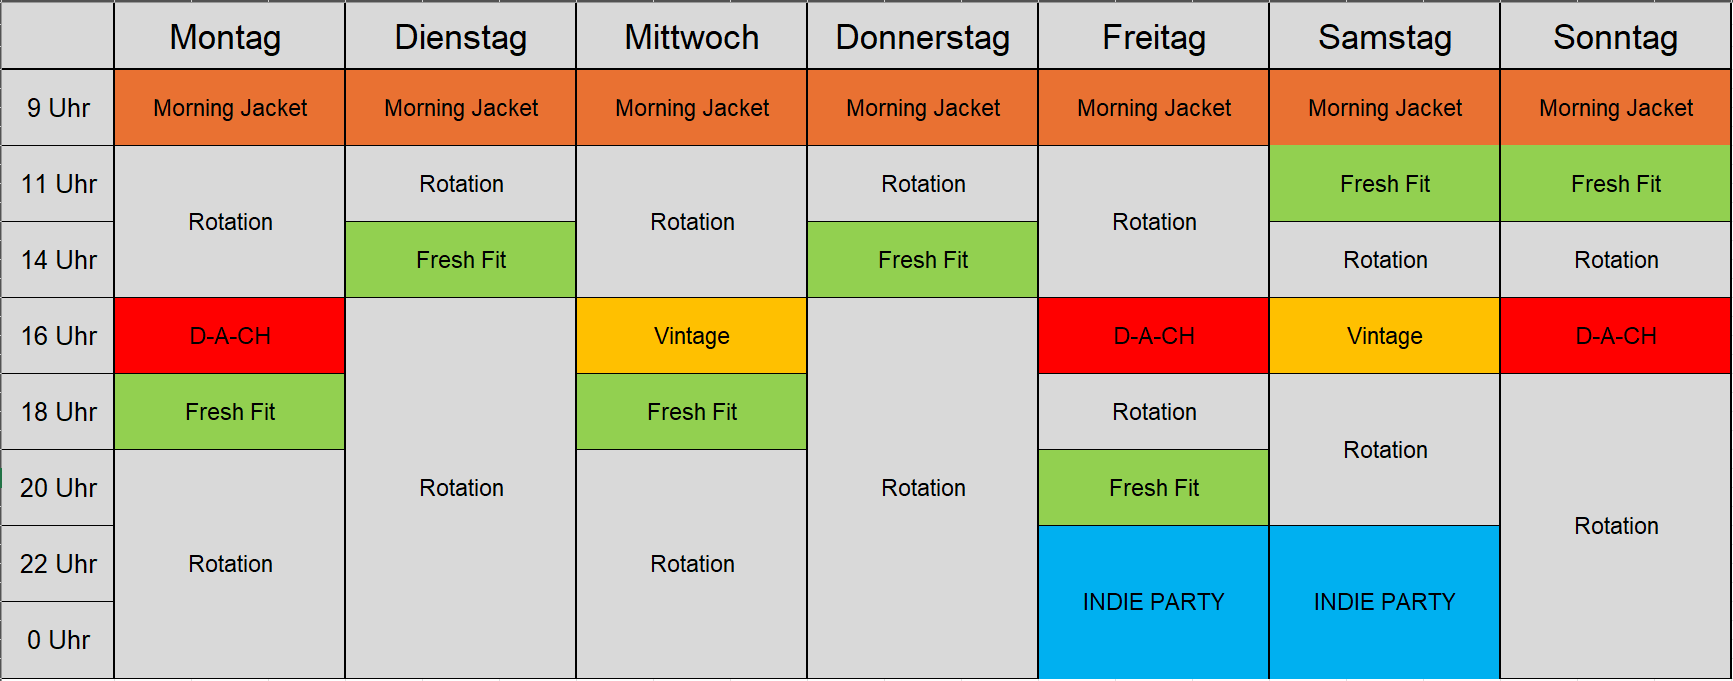 Montag Dienstag Mittwoch Donnerstag Freitag Samstag Sonntag
9 Uhr Morning Jacket Morning Jacket Morning Jacket Morning Jacket Morning Jacket Morning Jacket Morning Jacket
11 Uhr Rotation Rotation Fresh Fit Fresh Fit
Rotation Rotation Rotation
14 Uhr Fresh Fit Fresh Fit Rotation Rotation
16 Uhr D-A-CH Vintage D-A-CH Vintage D-A-CH
18 Uhr Fresh Fit Fresh Fit Rotation
Rotation
20 Uhr Rotation Rotation Fresh Fit
Rotation
22 Uhr Rotation Rotation
INDIE PARTY INDIE PARTY
0 Uhr